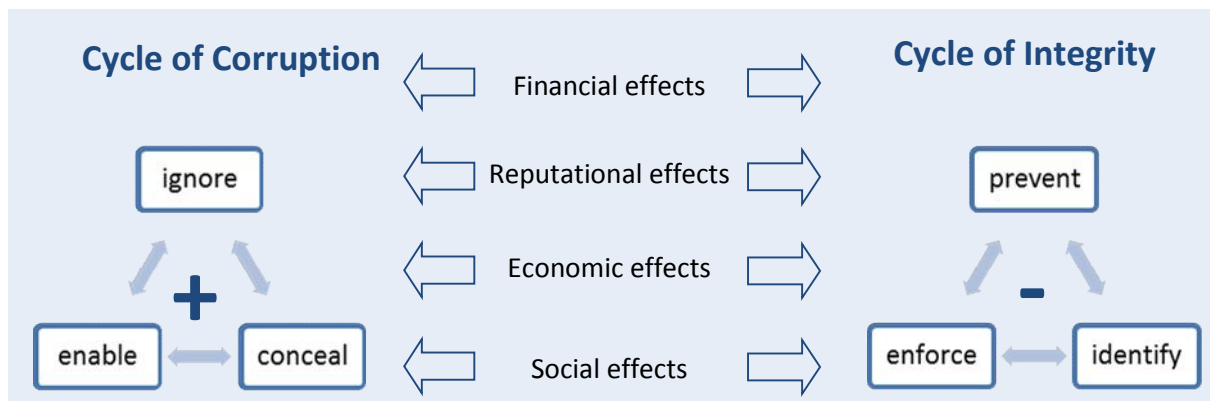 Cycle of Corruption
ignore
+
enable
conceal
Financial effects
Reputational effects
Economic effects
Social effects
Cycle of Integrity
prevent
-
enforce
identify